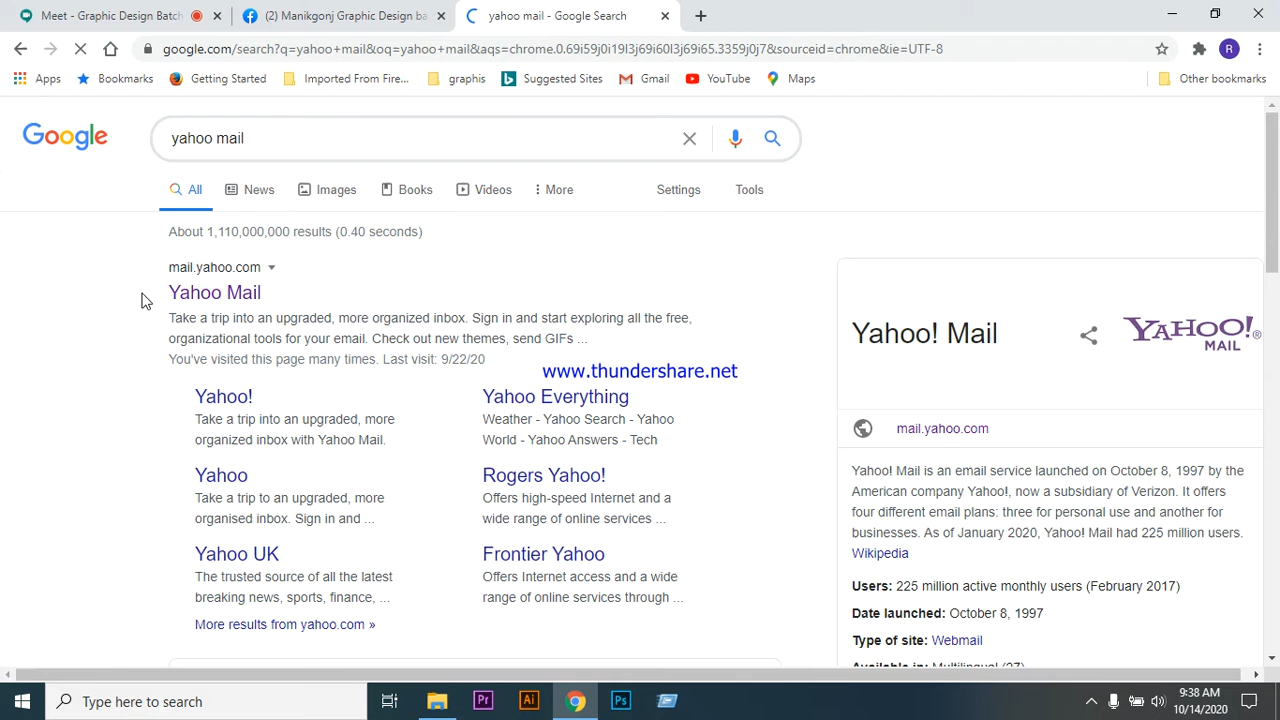 Meet - Graphic Design Batch
(2) Manikgonj Graphic Design ba
yahoo mail - Google Search
google.com/search?q=yahoo+mail&oq=yahoo+mail&aqs=chrome.0.69i59j0i19l3j69i60l3j69i65.3359j0j7&sourceid=chrome&ie=UTF-8
R
Apps
Bookmarks
Getting Started
Imported From Fire...
graphis
Suggested Sites
Gmail
YouTube
Maps
Other bookmarks
Google
yahoo mail
All
News
Images
Books
Videos
More
Settings
Tools
About 1,110,000,000 results (0.40 seconds)
mail.yahoo.com
Yahoo Mail
Take a trip into an upgraded, more organized inbox. Sign in and start exploring all the free,
organizational tools for your email. Check out new themes, send GIFs ...
You've visited this page many times. Last visit: 9/22/20
www.thundershare.net
Yahoo!
Take a trip into an upgraded, more
organized inbox with Yahoo Mail.
Yahoo Everything
Weather - Yahoo Search - Yahoo
World - Yahoo Answers - Tech
Yahoo
Take a trip to an upgraded, more
organised inbox. Sign in and ...
Rogers Yahoo!
Offers high-speed Internet and a
wide range of online services ...
Yahoo UK
The trusted source of all the latest
breaking news, sports, finance, ...
Frontier Yahoo
Offers Internet access and a wide
range of online services through ...
More results from yahoo.com »
Yahoo! Mail
YAHOO!®
MAIL
mail.yahoo.com
Yahoo! Mail is an email service launched on October 8, 1997 by the
American company Yahoo!, now a subsidiary of Verizon. It offers
four different email plans: three for personal use and another for
businesses. As of January 2020, Yahoo! Mail had 225 million users.
Wikipedia
Users: 225 million active monthly users (February 2017)
Date launched: October 8, 1997
Type of site: Webmail
Available in: Multilingual (27)
Type here to search
Pr
Ai
Ps
9:38 AM
10/14/2020